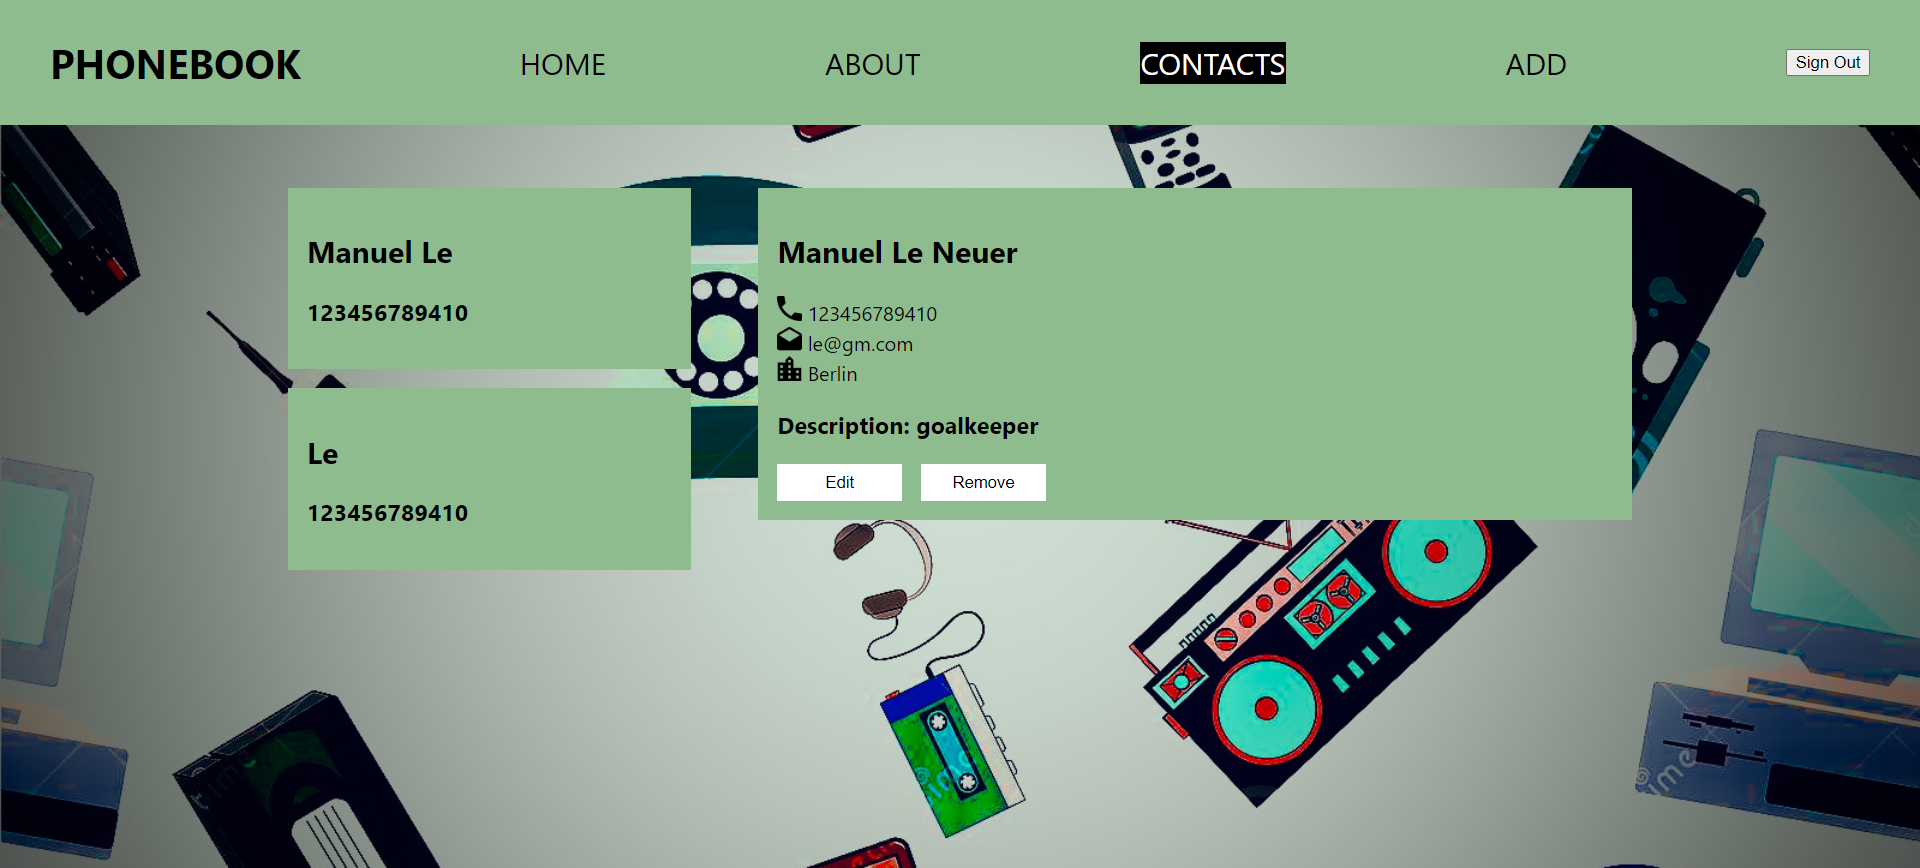 PHONEBOOK
HOME
ABOUT
CONTACTS
ADD
Sign Out
Manuel Le
123456789410
Le
123456789410
Manuel Le Neuer
123456789410
le@gm.com
Berlin
Description: goalkeeper
Edit
Remove